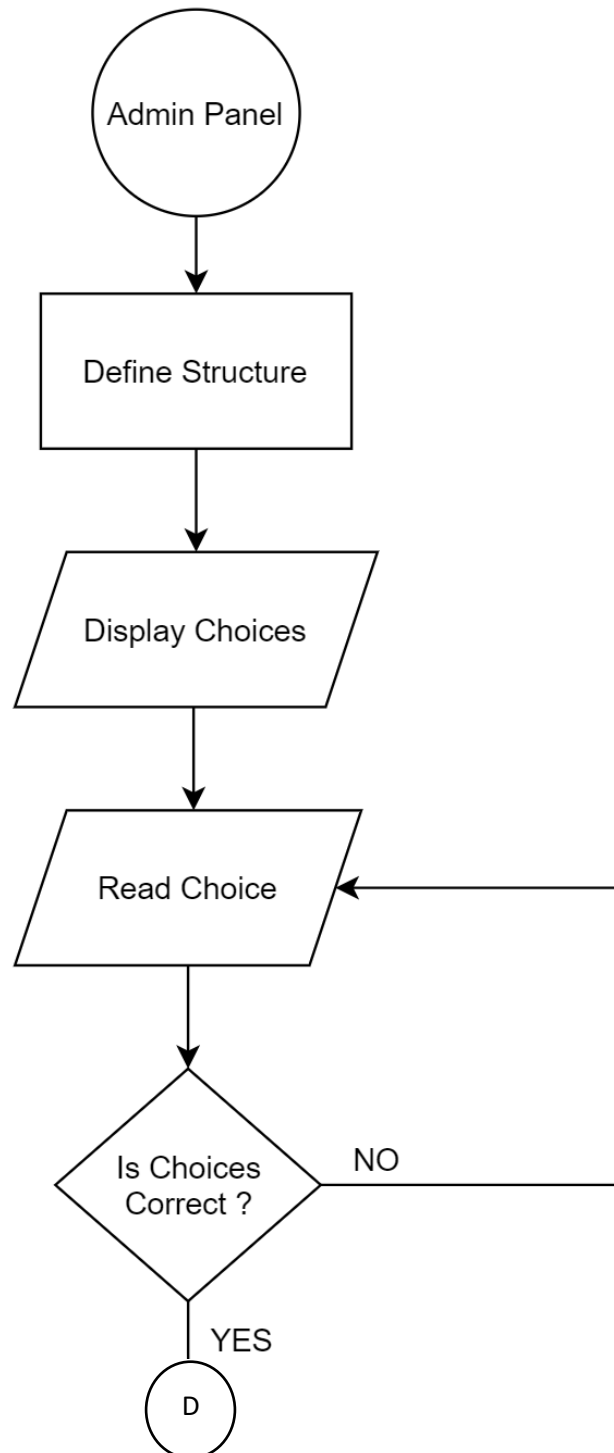 Admin Panel
Define Structure
Display Choices
Read Choice
Is Choices
Correct ?
NO
YES
D